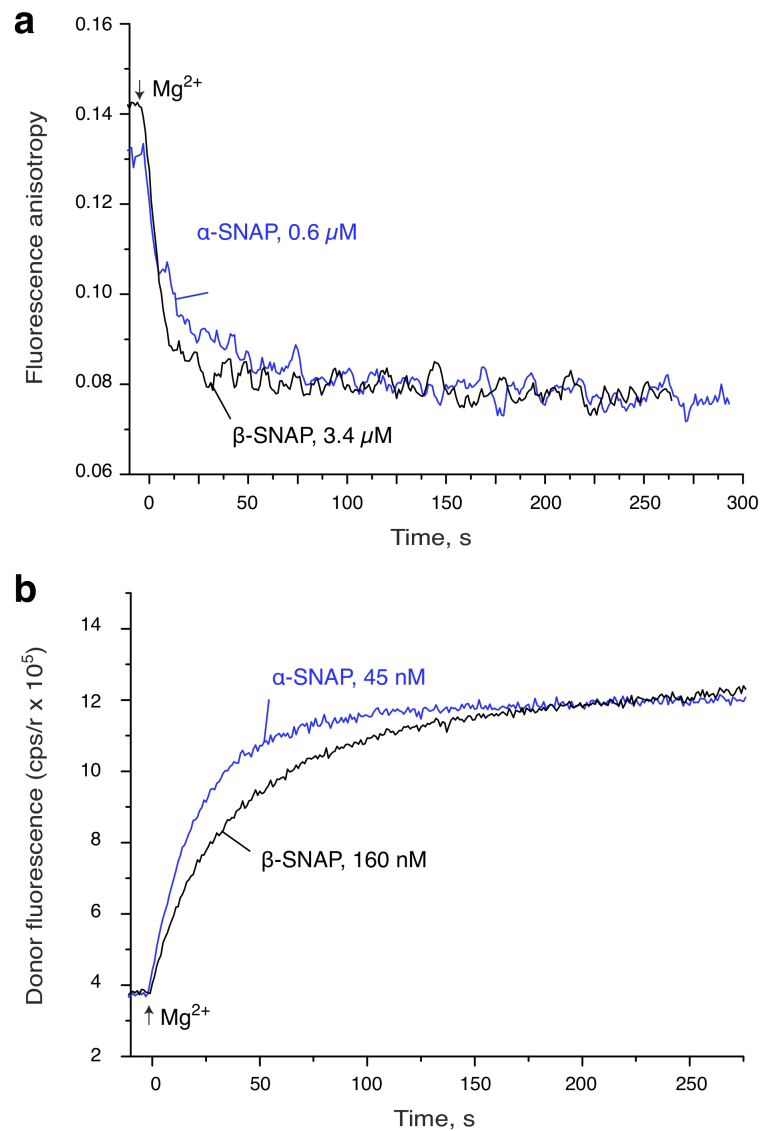 a
0.16
0.14
0.12
0.10
0.08
0.06
Fluorescence anisotropy
Mg²⁺
α-SNAP, 0.6 µM
β-SNAP, 3.4 µM
0 50 100 150 200 250 300
Time, s
b
14
12
10
8
6
4
2
Donor fluorescence (cps/r x 10⁵)
α-SNAP, 45 nM
β-SNAP, 160 nM
Mg²⁺
0 50 100 150 200 250
Time, s